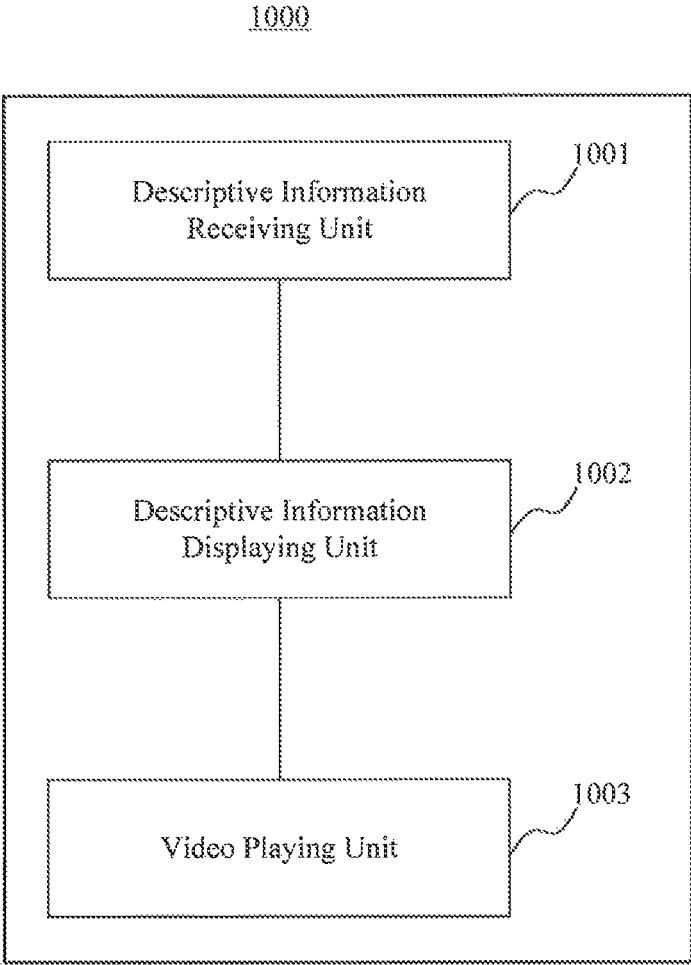 1000
1001
Descriptive Information
Receiving Unit
1002
Descriptive Information
Displaying Unit
1003
Video Playing Unit